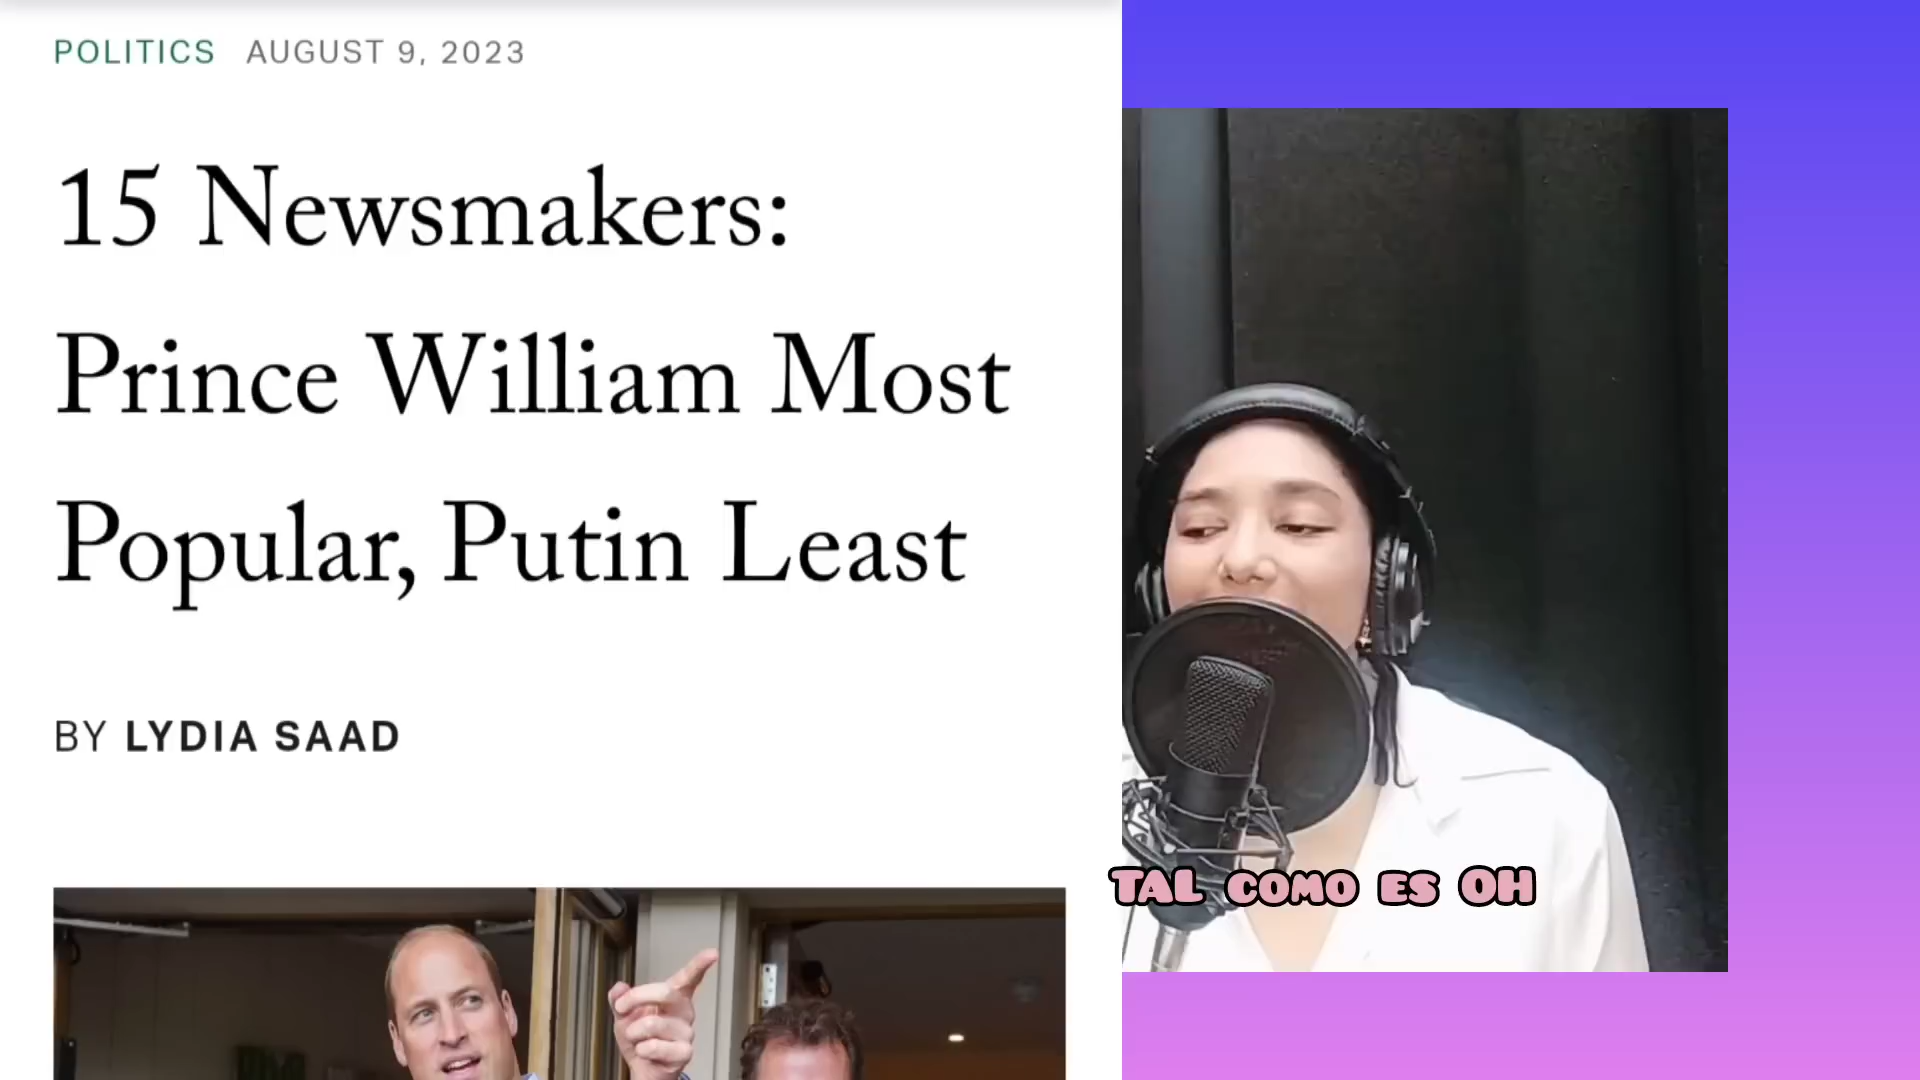 POLITICS AUGUST 9, 2023
15 Newsmakers:
Prince William Most
Popular, Putin Least
BY LYDIA SAAD
TAL COMO ES OH